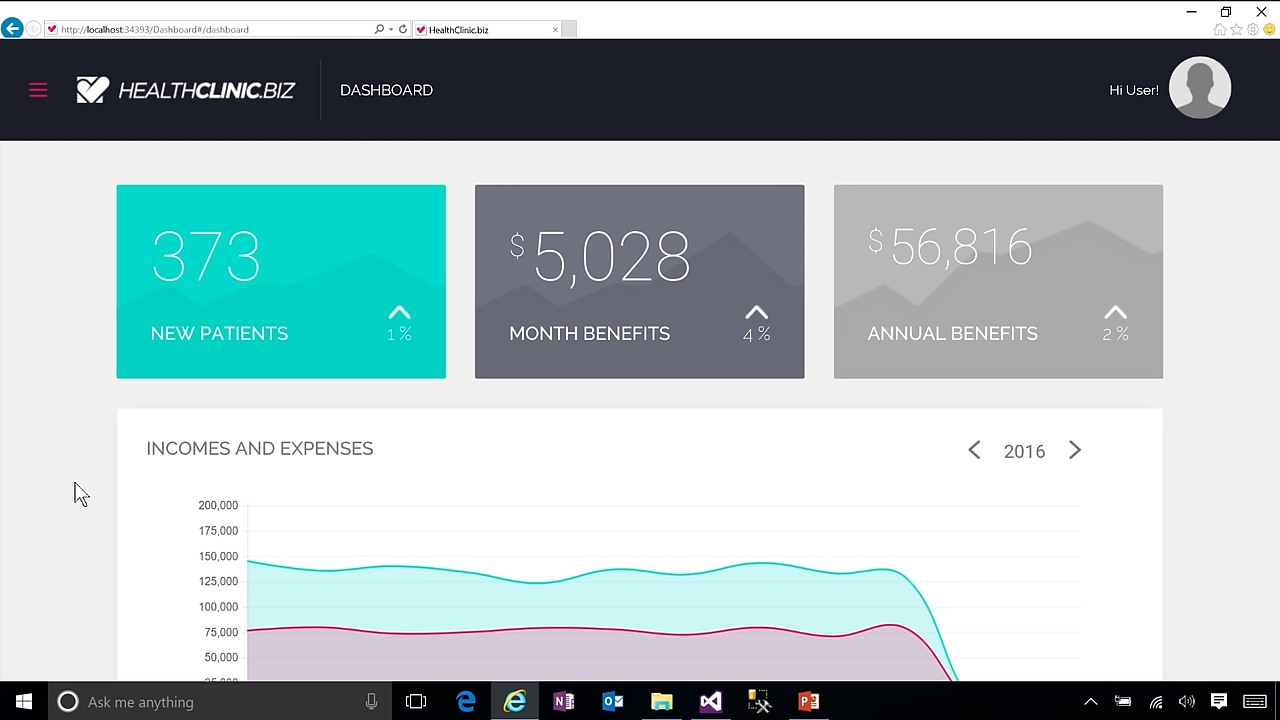 http://localhost:34393/Dashboard#/dashboard
HealthClinic.biz
HEALTHCLINIC.BIZ
DASHBOARD
Hi User!
373
NEW PATIENTS
1 %
$5,028
MONTH BENEFITS
4 %
$56,816
ANNUAL BENEFITS
2 %
INCOMES AND EXPENSES
2016
200,000
175,000
150,000
125,000
100,000
75,000
50,000
25,000
Ask me anything